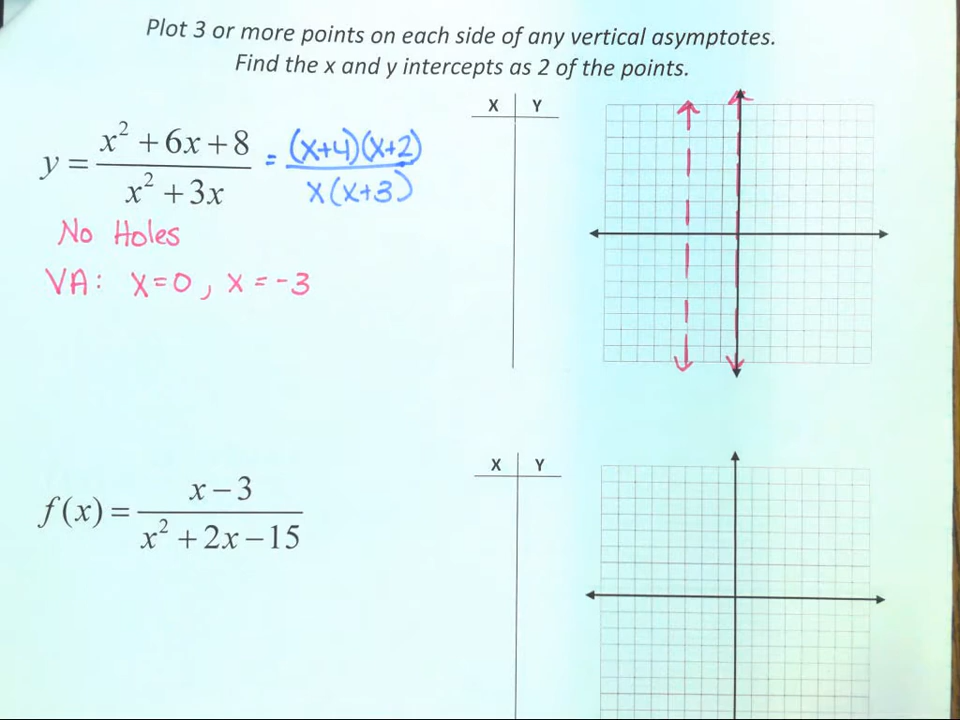 Plot 3 or more points on each side of any vertical asymptotes.
Find the x and y intercepts as 2 of the points.
y = (x² + 6x + 8)/(x² + 3x) = (x+4)(x+2)/x(x+3)
No Holes
VA: x=0, x=-3
X Y
f(x) = (x − 3)/(x² + 2x − 15)
X Y